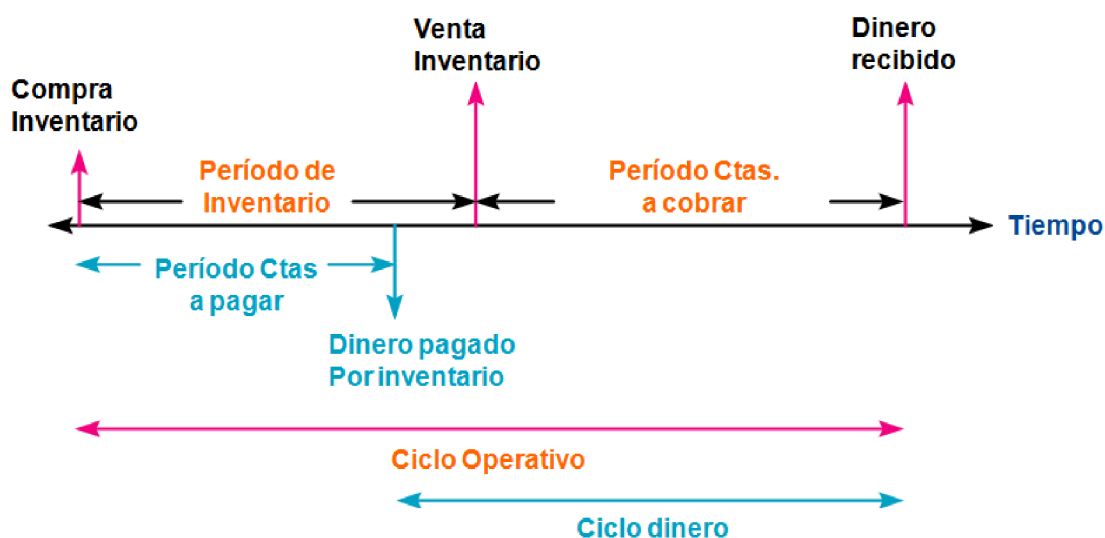 Compra
Inventario
Venta
Inventario
Dinero
recibido
Período de
Inventario
Período Ctas.
a cobrar
Tiempo
Período Ctas
a pagar
Dinero pagado
Por inventario
Ciclo Operativo
Ciclo dinero